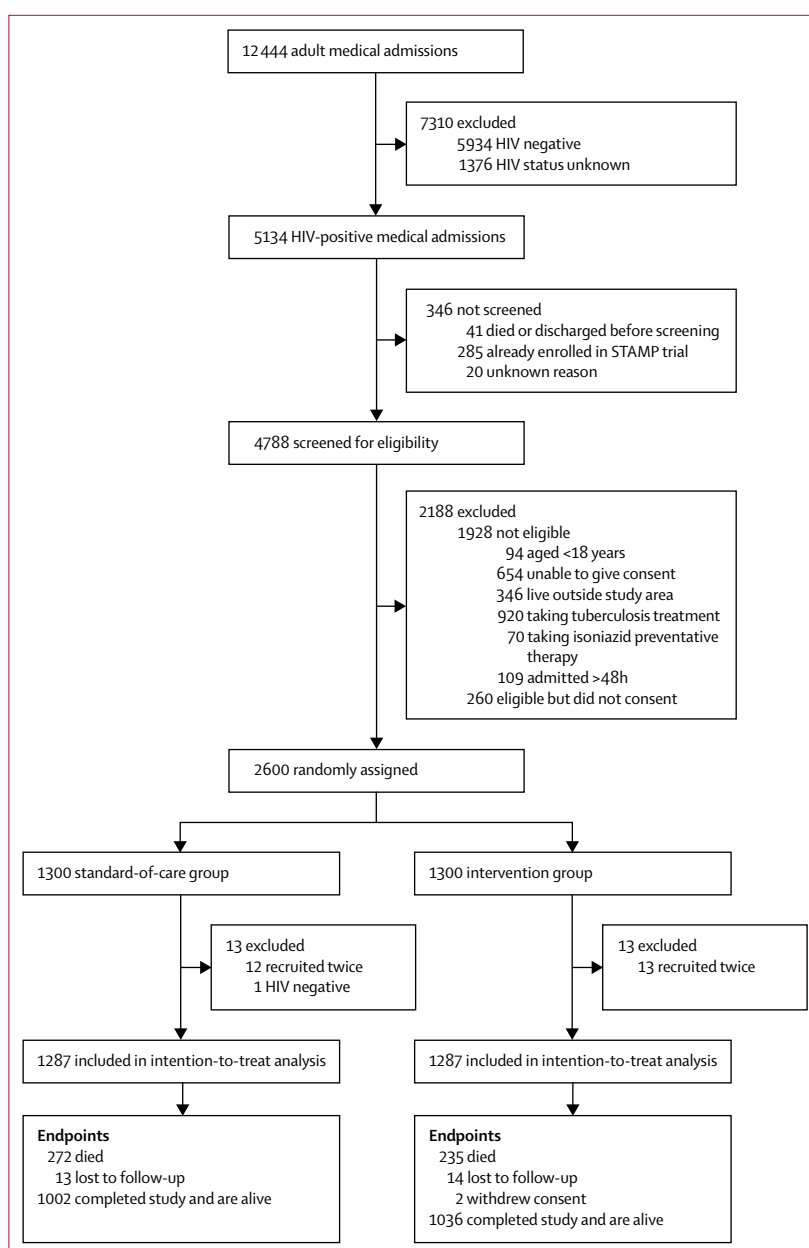 12 444 adult medical admissions
7310 excluded
5934 HIV negative
1376 HIV status unknown
5134 HIV-positive medical admissions
346 not screened
41 died or discharged before screening
285 already enrolled in STAMP trial
20 unknown reason
4788 screened for eligibility
2188 excluded
1928 not eligible
94 aged <18 years
654 unable to give consent
346 live outside study area
920 taking tuberculosis treatment
70 taking isoniazid preventative
therapy
109 admitted >48h
260 eligible but did not consent
2600 randomly assigned
1300 standard-of-care group
1300 intervention group
13 excluded
12 recruited twice
1 HIV negative
13 excluded
13 recruited twice
1287 included in intention-to-treat analysis
1287 included in intention-to-treat analysis
Endpoints
272 died
13 lost to follow-up
1002 completed study and are alive
Endpoints
235 died
14 lost to follow-up
2 withdrew consent
1036 completed study and are alive